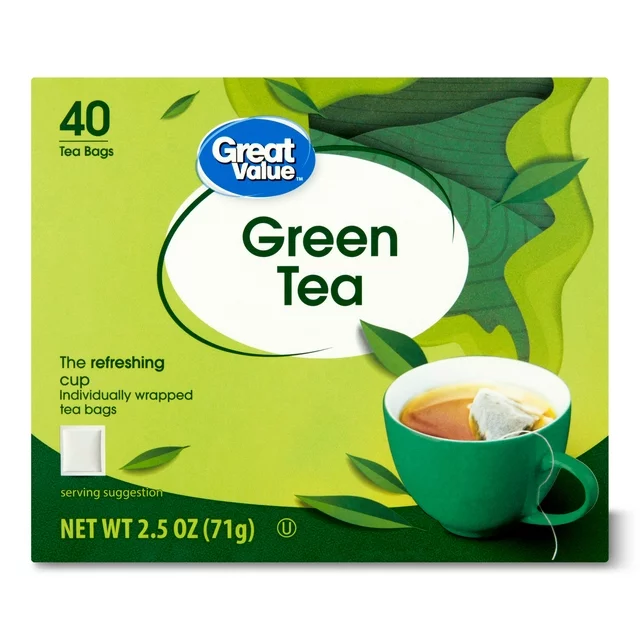 40
Tea Bags
Great
Value™
Green
Tea
The refreshing
cup
Individually wrapped
tea bags
serving suggestion
NET WT 2.5 OZ (71g) U